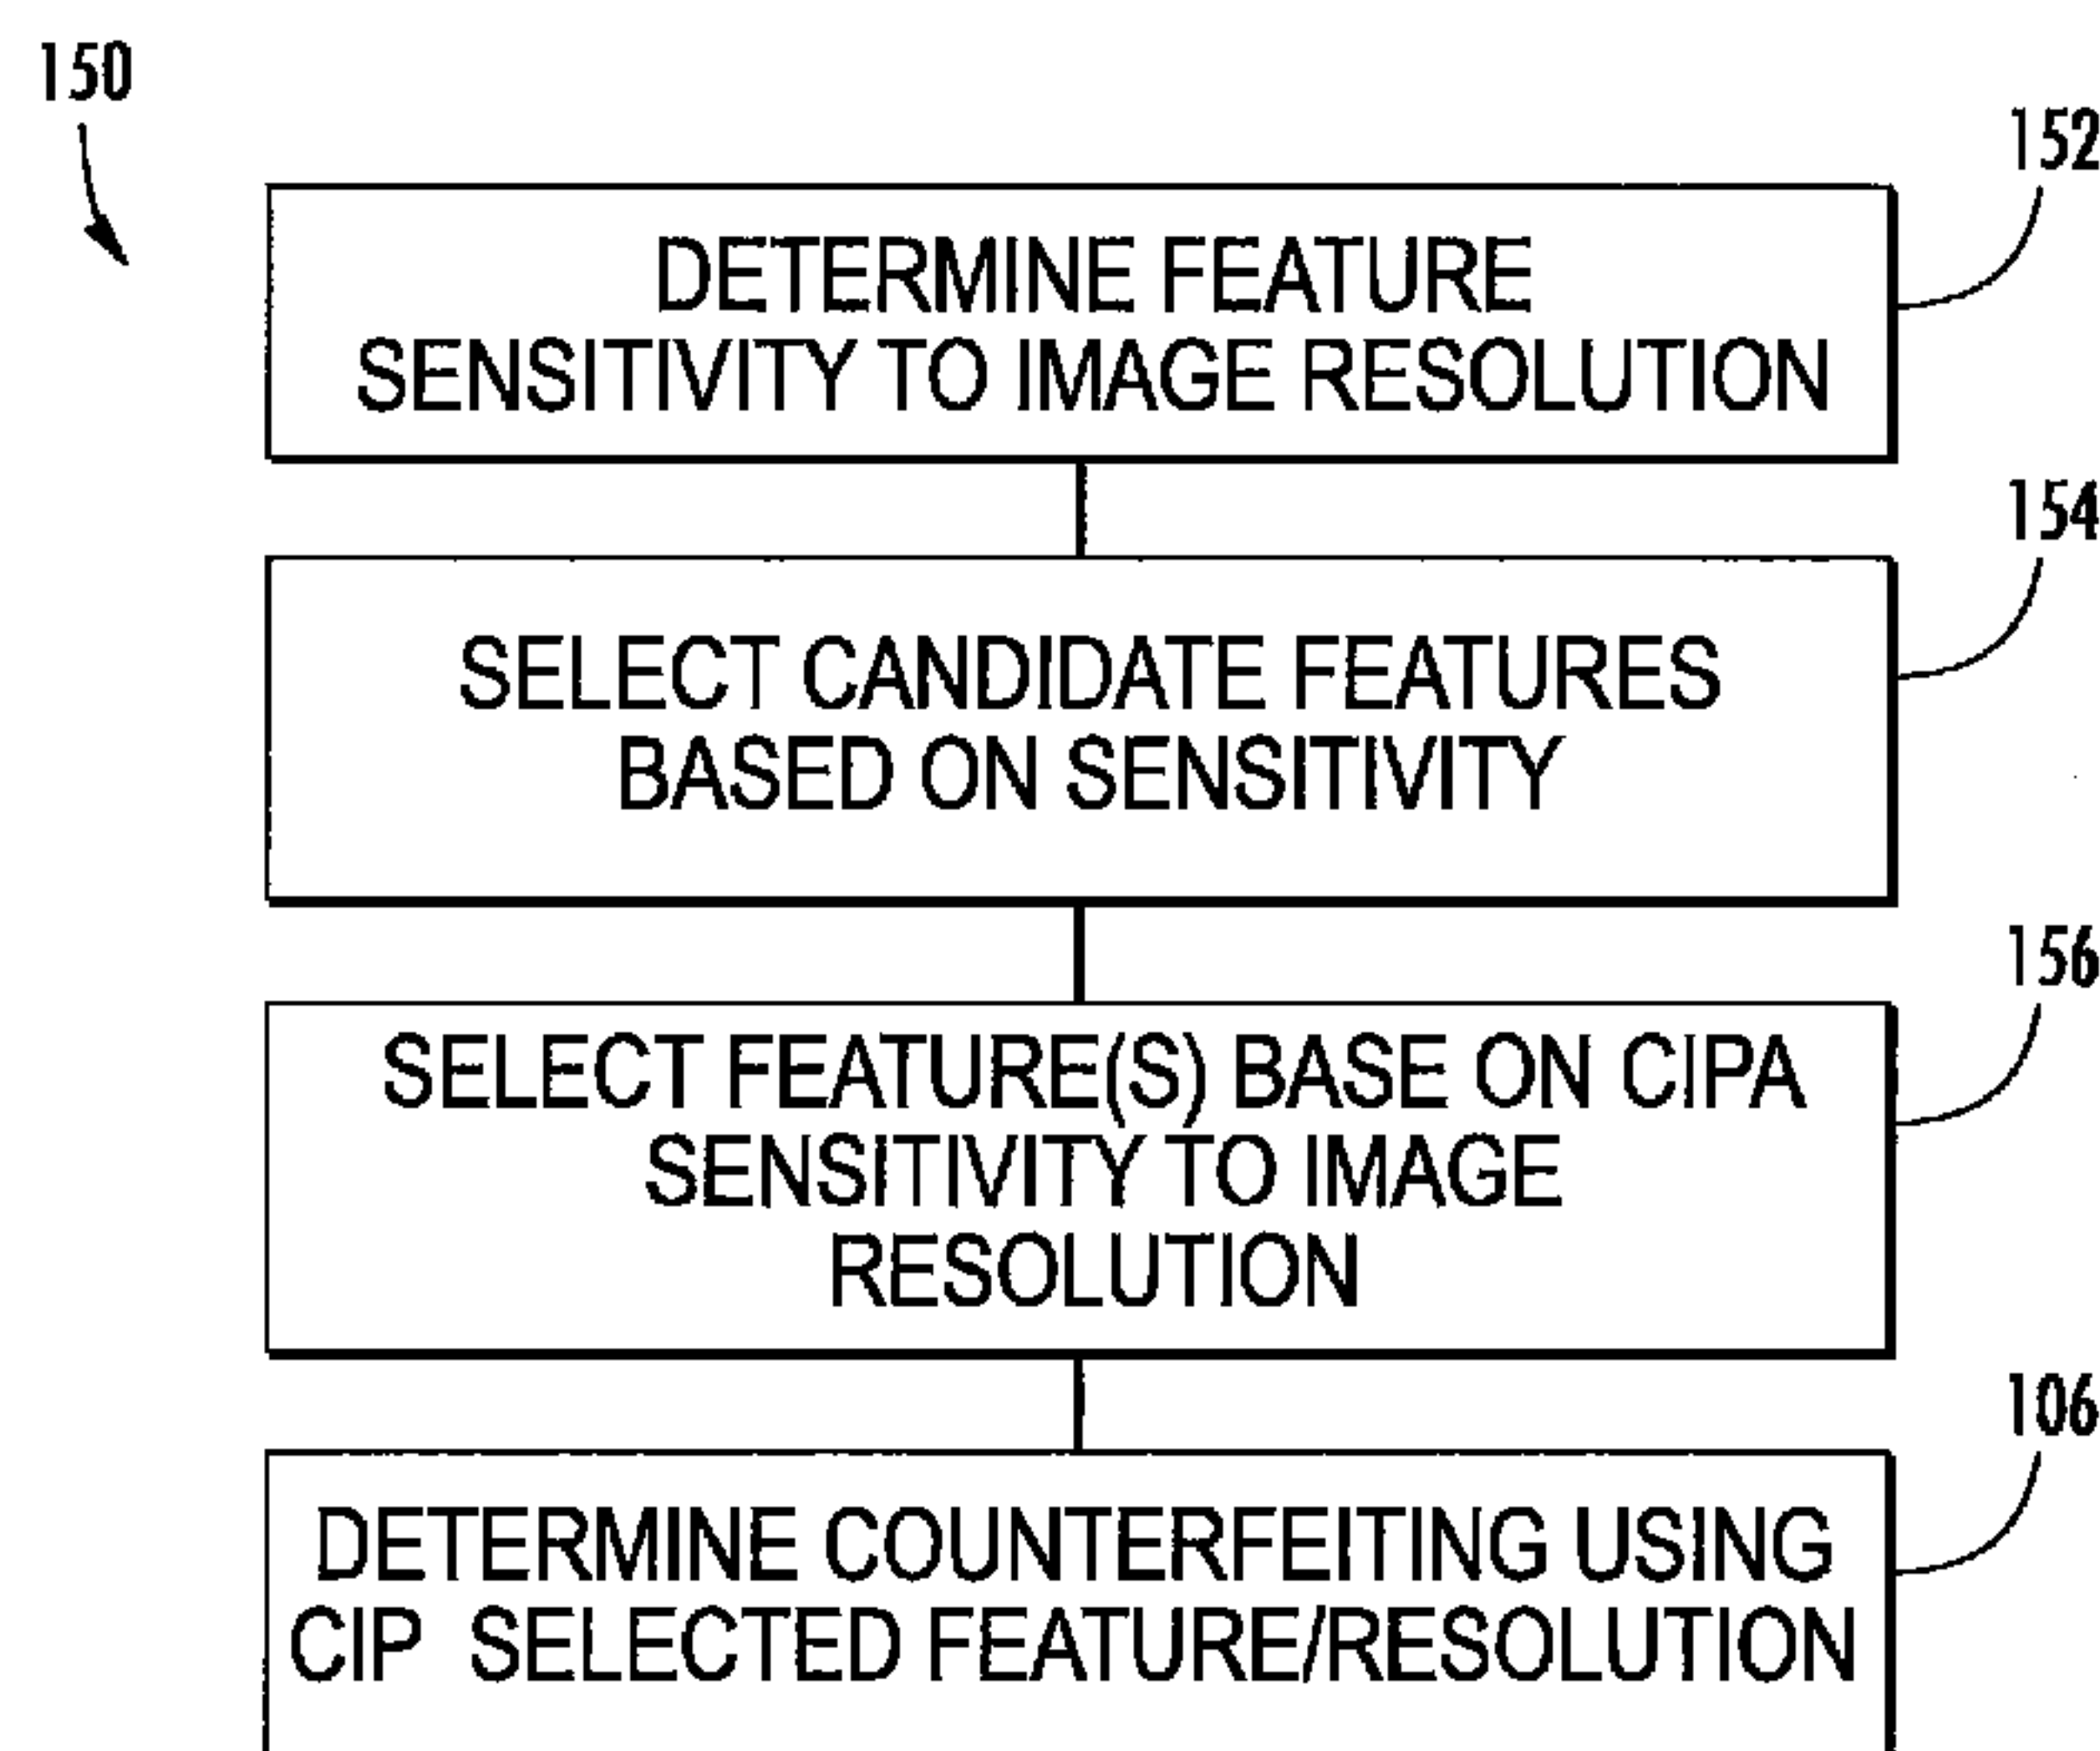 150
152
DETERMINE FEATURE
SENSITIVITY TO IMAGE RESOLUTION
154
SELECT CANDIDATE FEATURES
BASED ON SENSITIVITY
156
SELECT FEATURE(S) BASE ON CIPA
SENSITIVITY TO IMAGE
RESOLUTION
106
DETERMINE COUNTERFEITING USING
CIP SELECTED FEATURE/RESOLUTION